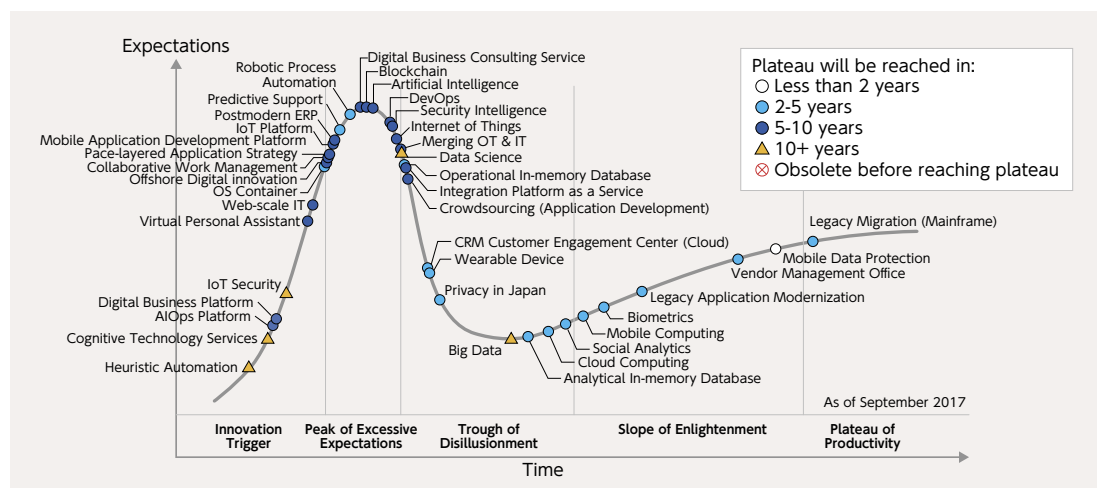 Expectations
Plateau will be reached in:
Less than 2 years
2-5 years
5-10 years
10+ years
Obsolete before reaching plateau
Digital Business Consulting Service
Blockchain
Artificial Intelligence
DevOps
Security Intelligence
Internet of Things
Merging OT & IT
Data Science
Operational In-memory Database
Integration Platform as a Service
Crowdsourcing (Application Development)
Robotic Process
Automation
Predictive Support
Postmodern ERP
IoT Platform
Mobile Application Development Platform
Pace-layered Application Strategy
Collaborative Work Management
Offshore Digital innovation
OS Container
Web-scale IT
Virtual Personal Assistant
IoT Security
Digital Business Platform
AIOps Platform
Cognitive Technology Services
Heuristic Automation
CRM Customer Engagement Center (Cloud)
Wearable Device
Privacy in Japan
Big Data
Legacy Migration (Mainframe)
Mobile Data Protection
Vendor Management Office
Legacy Application Modernization
Biometrics
Mobile Computing
Social Analytics
Cloud Computing
Analytical In-memory Database
As of September 2017
Innovation
Trigger
Peak of Excessive
Expectations
Trough of
Disillusionment
Slope of Enlightenment
Plateau of
Productivity
Time